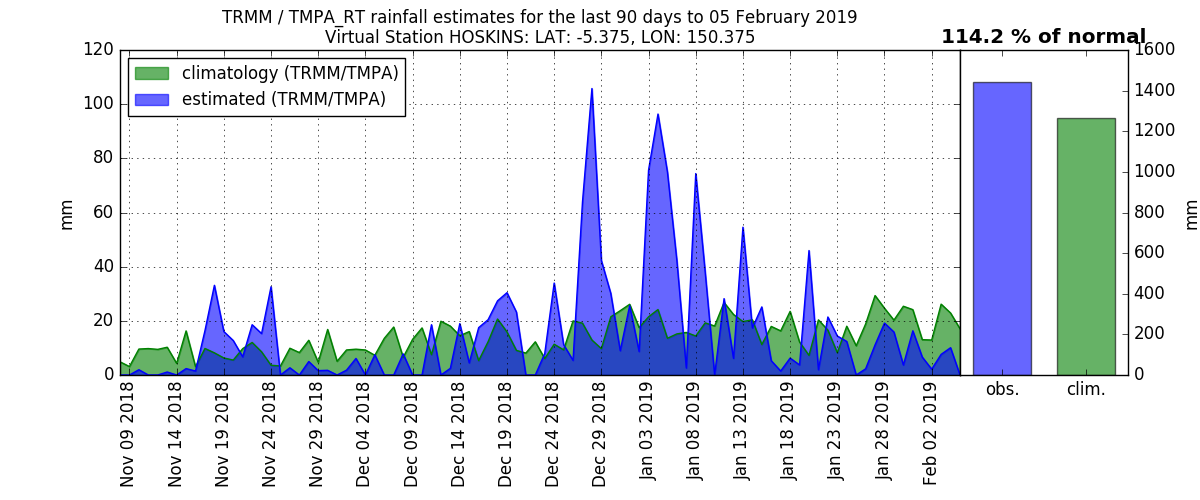 TRMM / TMPA_RT rainfall estimates for the last 90 days to 05 February 2019
Virtual Station HOSKINS: LAT: -5.375, LON: 150.375
114.2 % of normal
climatology (TRMM/TMPA)
estimated (TRMM/TMPA)
120
100
80
60
40
20
0
mm
1600
1400
1200
1000
800
600
400
200
0
mm
obs.
clim.
Nov 09 2018
Nov 14 2018
Nov 19 2018
Nov 24 2018
Nov 29 2018
Dec 04 2018
Dec 09 2018
Dec 14 2018
Dec 19 2018
Dec 24 2018
Dec 29 2018
Jan 03 2019
Jan 08 2019
Jan 13 2019
Jan 18 2019
Jan 23 2019
Jan 28 2019
Feb 02 2019